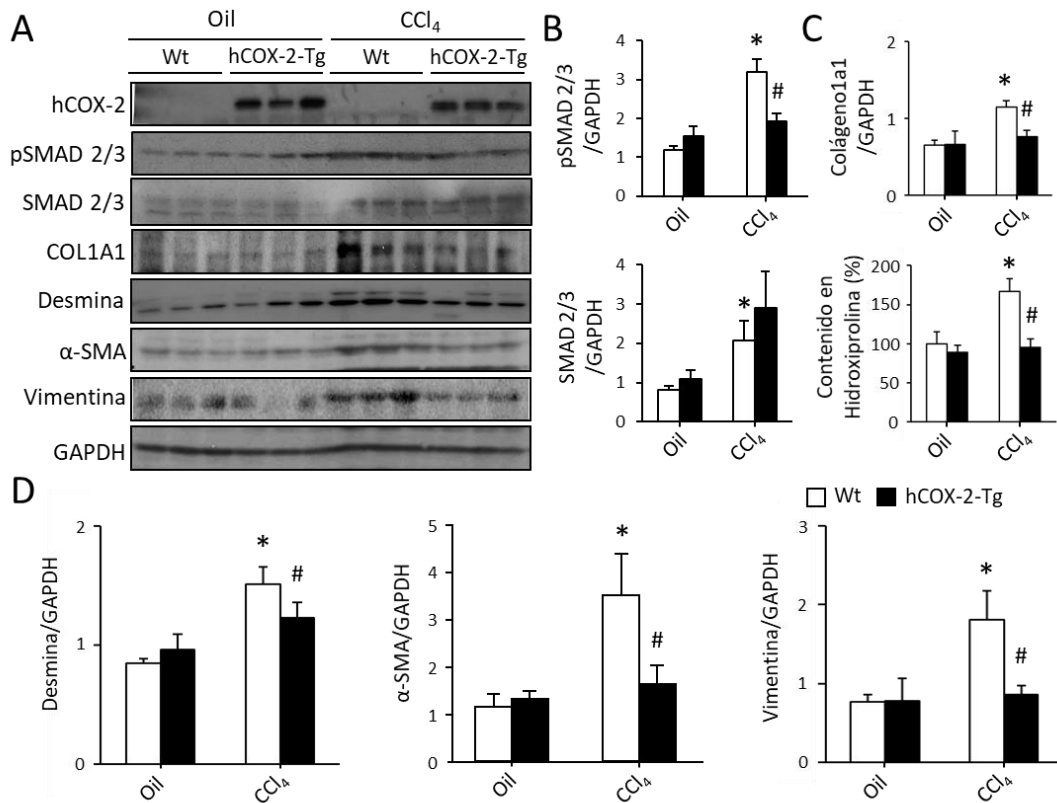 A
Oil
CCl₄
Wt
hCOX-2-Tg
Wt
hCOX-2-Tg
hCOX-2
pSMAD 2/3
SMAD 2/3
COL1A1
Desmina
α-SMA
Vimentina
GAPDH
B
pSMAD 2/3
/GAPDH
4
3
2
1
0
*
#
Oil
CCl₄
SMAD 2/3
/GAPDH
4
3
2
1
0
*
Oil
CCl₄
C
Colágeno1a1
/GAPDH
2
1
0
*
#
Oil
CCl₄
Contenido en
Hidroxiprolina (%)
200
150
100
50
0
*
#
Oil
CCl₄
D
Wt
hCOX-2-Tg
Desmina/GAPDH
2
1
0
*
#
Oil
CCl₄
α-SMA/GAPDH
5
4
3
2
1
0
*
#
Oil
CCl₄
Vimentina/GAPDH
3
2
1
0
*
#
Oil
CCl₄